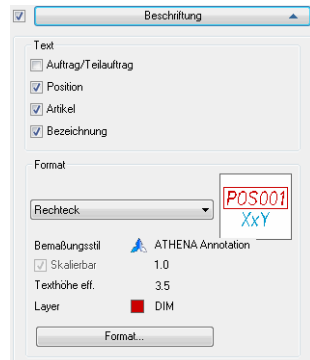 Beschriftung
Text
Auftrag/Teilauftrag
Position
Artikel
Bezeichnung
Format
POS001
XxY
Rechteck
Bemaßungsstil ATHENA Annotation
Skalierbar 1.0
Texthöhe eff. 3.5
Layer DIM
Format...